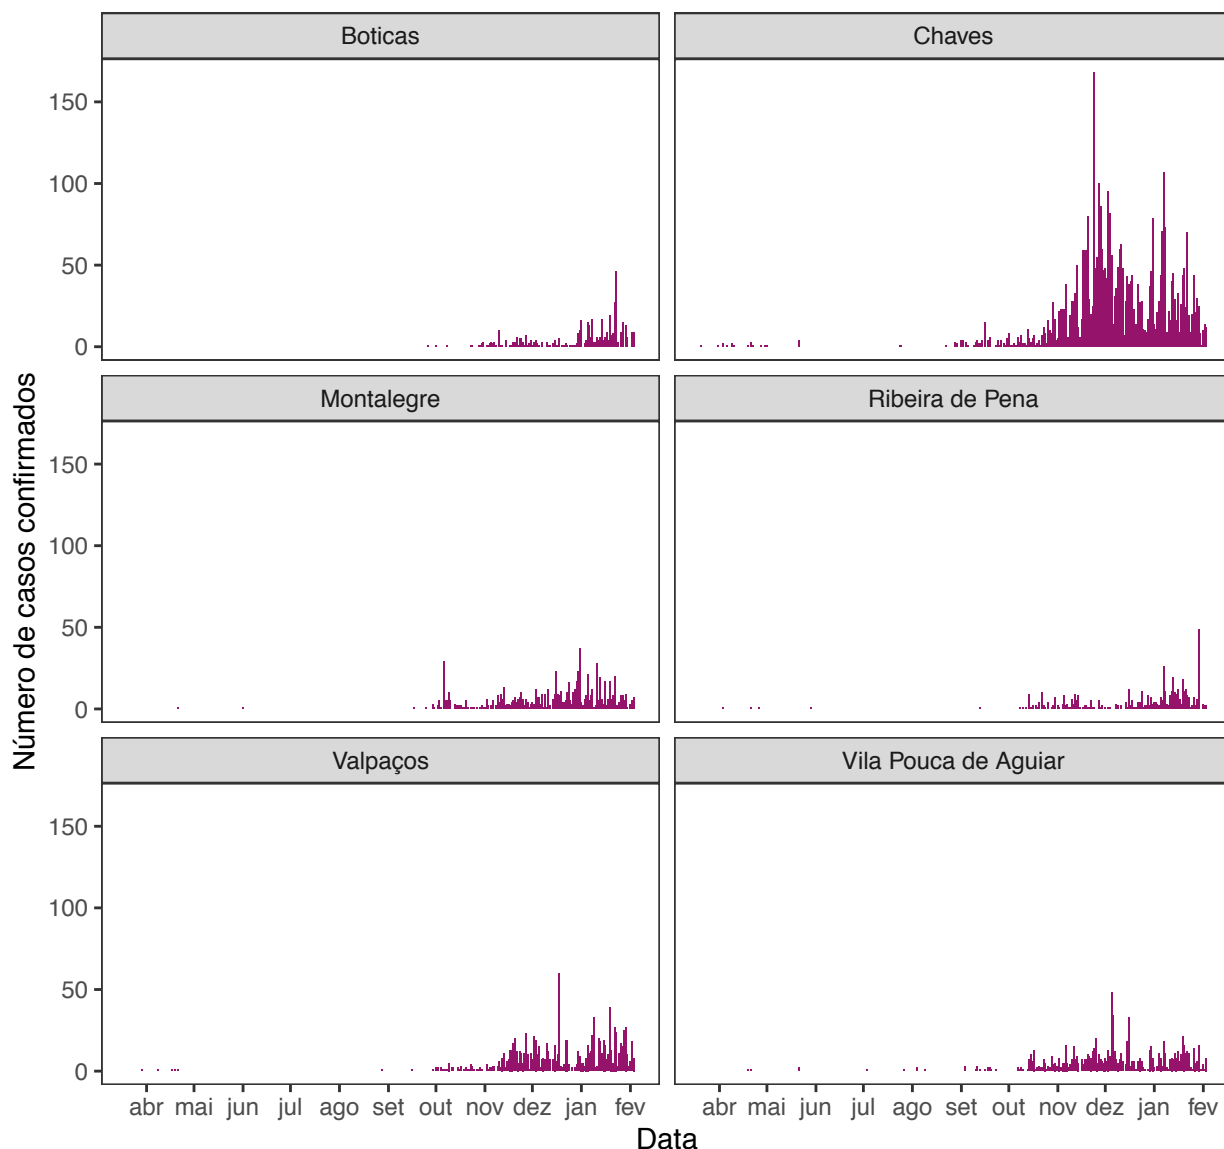 Boticas
Chaves
150
100
50
0
Montalegre
Ribeira de Pena
150
100
50
0
Número de casos confirmados
Valpaços
Vila Pouca de Aguiar
150
100
50
0
abr mai jun jul ago set out nov dez jan fev
abr mai jun jul ago set out nov dez jan fev
Data